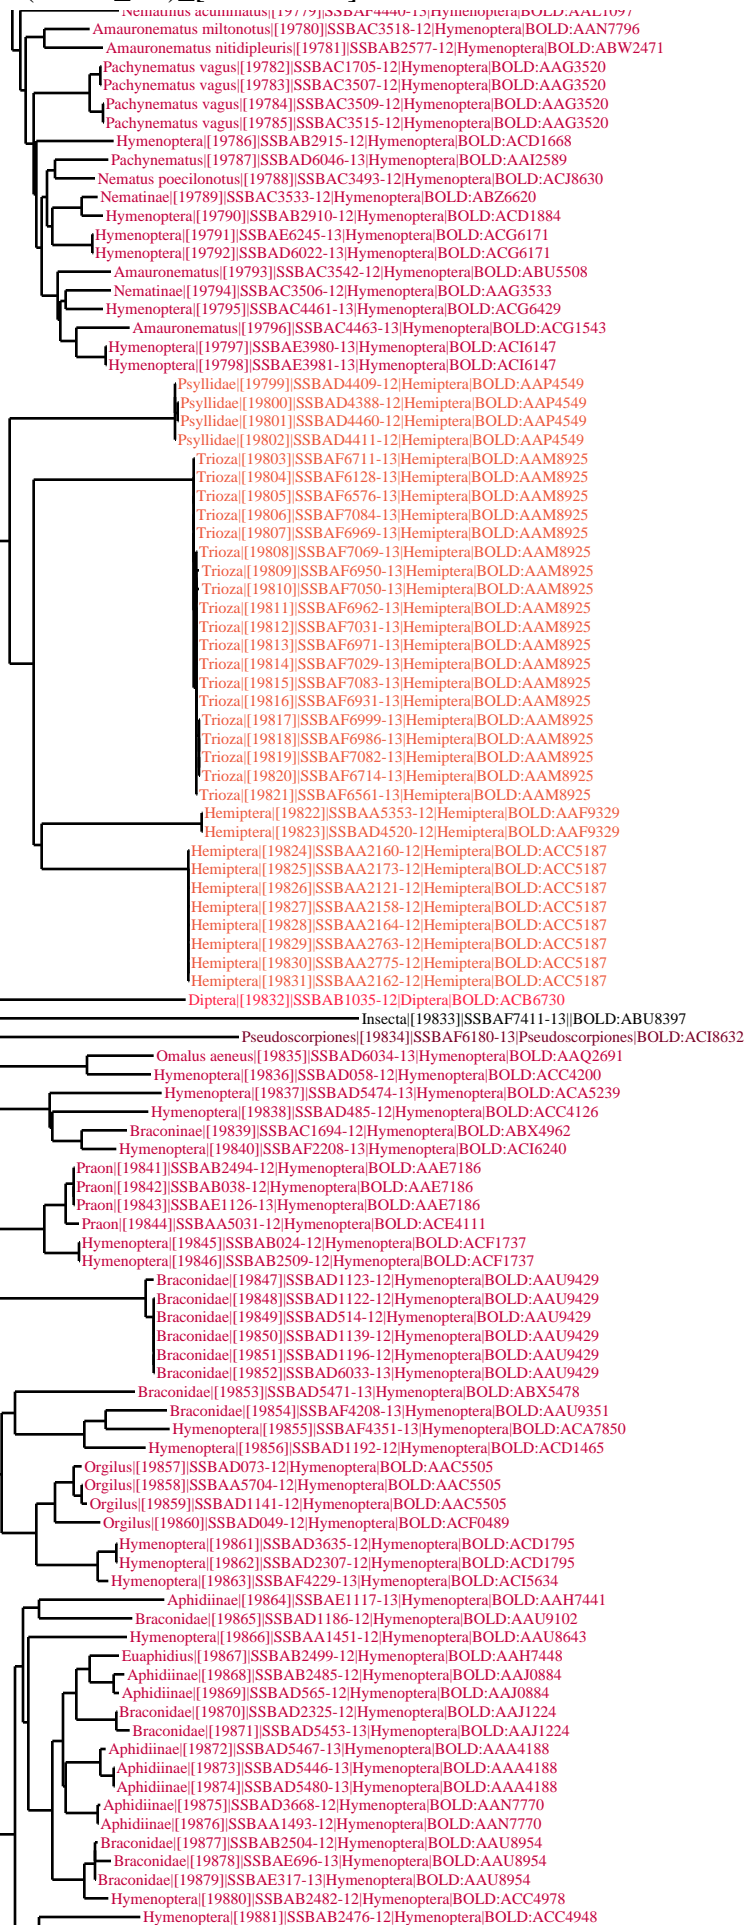 Nematinus acuminatus|[19779]|SSBAF4440-13|Hymenoptera|BOLD:AAL1097
Amauronematus miltonotus|[19780]|SSBAC3518-12|Hymenoptera|BOLD:AAN7796
Amauronematus nitidipleuris|[19781]|SSBAB2577-12|Hymenoptera|BOLD:ABW2471
Pachynematus vagus|[19782]|SSBAC1705-12|Hymenoptera|BOLD:AAG3520
Pachynematus vagus|[19783]|SSBAC3507-12|Hymenoptera|BOLD:AAG3520
Pachynematus vagus|[19784]|SSBAC3509-12|Hymenoptera|BOLD:AAG3520
Pachynematus vagus|[19785]|SSBAC3515-12|Hymenoptera|BOLD:AAG3520
Hymenoptera|[19786]|SSBAB2915-12|Hymenoptera|BOLD:ACD1668
Pachynematus|[19787]|SSBAD6046-13|Hymenoptera|BOLD:AAI2589
Nematus poecilonotus|[19788]|SSBAC3493-12|Hymenoptera|BOLD:ACJ8630
Nematinae|[19789]|SSBAC3533-12|Hymenoptera|BOLD:ABZ6620
Hymenoptera|[19790]|SSBAB2910-12|Hymenoptera|BOLD:ACD1884
Hymenoptera|[19791]|SSBAE6245-13|Hymenoptera|BOLD:ACG6171
Hymenoptera|[19792]|SSBAD6022-13|Hymenoptera|BOLD:ACG6171
Amauronematus|[19793]|SSBAC3542-12|Hymenoptera|BOLD:ABU5508
Nematinae|[19794]|SSBAC3506-12|Hymenoptera|BOLD:AAG3533
Hymenoptera|[19795]|SSBAC4461-13|Hymenoptera|BOLD:ACG6429
Amauronematus|[19796]|SSBAC4463-13|Hymenoptera|BOLD:ACG1543
Hymenoptera|[19797]|SSBAE3980-13|Hymenoptera|BOLD:ACI6147
Hymenoptera|[19798]|SSBAE3981-13|Hymenoptera|BOLD:ACI6147
Psyllidae|[19799]|SSBAD4409-12|Hemiptera|BOLD:AAP4549
Psyllidae|[19800]|SSBAD4388-12|Hemiptera|BOLD:AAP4549
Psyllidae|[19801]|SSBAD4460-12|Hemiptera|BOLD:AAP4549
Psyllidae|[19802]|SSBAD4411-12|Hemiptera|BOLD:AAP4549
Trioza|[19803]|SSBAF6711-13|Hemiptera|BOLD:AAM8925
Trioza|[19804]|SSBAF6128-13|Hemiptera|BOLD:AAM8925
Trioza|[19805]|SSBAF6576-13|Hemiptera|BOLD:AAM8925
Trioza|[19806]|SSBAF7084-13|Hemiptera|BOLD:AAM8925
Trioza|[19807]|SSBAF6969-13|Hemiptera|BOLD:AAM8925
Trioza|[19808]|SSBAF7069-13|Hemiptera|BOLD:AAM8925
Trioza|[19809]|SSBAF6950-13|Hemiptera|BOLD:AAM8925
Trioza|[19810]|SSBAF7050-13|Hemiptera|BOLD:AAM8925
Trioza|[19811]|SSBAF6962-13|Hemiptera|BOLD:AAM8925
Trioza|[19812]|SSBAF7031-13|Hemiptera|BOLD:AAM8925
Trioza|[19813]|SSBAF6971-13|Hemiptera|BOLD:AAM8925
Trioza|[19814]|SSBAF7029-13|Hemiptera|BOLD:AAM8925
Trioza|[19815]|SSBAF7083-13|Hemiptera|BOLD:AAM8925
Trioza|[19816]|SSBAF6931-13|Hemiptera|BOLD:AAM8925
Trioza|[19817]|SSBAF6999-13|Hemiptera|BOLD:AAM8925
Trioza|[19818]|SSBAF6986-13|Hemiptera|BOLD:AAM8925
Trioza|[19819]|SSBAF7082-13|Hemiptera|BOLD:AAM8925
Trioza|[19820]|SSBAF6714-13|Hemiptera|BOLD:AAM8925
Trioza|[19821]|SSBAF6561-13|Hemiptera|BOLD:AAM8925
Hemiptera|[19822]|SSBAA5353-12|Hemiptera|BOLD:AAF9329
Hemiptera|[19823]|SSBAD4520-12|Hemiptera|BOLD:AAF9329
Hemiptera|[19824]|SSBAA2160-12|Hemiptera|BOLD:ACC5187
Hemiptera|[19825]|SSBAA2173-12|Hemiptera|BOLD:ACC5187
Hemiptera|[19826]|SSBAA2121-12|Hemiptera|BOLD:ACC5187
Hemiptera|[19827]|SSBAA2158-12|Hemiptera|BOLD:ACC5187
Hemiptera|[19828]|SSBAA2164-12|Hemiptera|BOLD:ACC5187
Hemiptera|[19829]|SSBAA2763-12|Hemiptera|BOLD:ACC5187
Hemiptera|[19830]|SSBAA2775-12|Hemiptera|BOLD:ACC5187
Hemiptera|[19831]|SSBAA2162-12|Hemiptera|BOLD:ACC5187
Diptera|[19832]|SSBAB1035-12|Diptera|BOLD:ACB6730
Insecta|[19833]|SSBAF7411-13||BOLD:ABU8397
Pseudoscorpiones|[19834]|SSBAF6180-13|Pseudoscorpiones|BOLD:ACI8632
Omalus aeneus|[19835]|SSBAD6034-13|Hymenoptera|BOLD:AAQ2691
Hymenoptera|[19836]|SSBAD058-12|Hymenoptera|BOLD:ACC4200
Hymenoptera|[19837]|SSBAD5474-13|Hymenoptera|BOLD:ACA5239
Hymenoptera|[19838]|SSBAD485-12|Hymenoptera|BOLD:ACC4126
Braconinae|[19839]|SSBAC1694-12|Hymenoptera|BOLD:ABX4962
Hymenoptera|[19840]|SSBAF2208-13|Hymenoptera|BOLD:ACI6240
Praon|[19841]|SSBAB2494-12|Hymenoptera|BOLD:AAE7186
Praon|[19842]|SSBAB038-12|Hymenoptera|BOLD:AAE7186
Praon|[19843]|SSBAE1126-13|Hymenoptera|BOLD:AAE7186
Praon|[19844]|SSBAA5031-12|Hymenoptera|BOLD:ACE4111
Hymenoptera|[19845]|SSBAB024-12|Hymenoptera|BOLD:ACF1737
Hymenoptera|[19846]|SSBAB2509-12|Hymenoptera|BOLD:ACF1737
Braconidae|[19847]|SSBAD1123-12|Hymenoptera|BOLD:AAU9429
Braconidae|[19848]|SSBAD1122-12|Hymenoptera|BOLD:AAU9429
Braconidae|[19849]|SSBAD514-12|Hymenoptera|BOLD:AAU9429
Braconidae|[19850]|SSBAD1139-12|Hymenoptera|BOLD:AAU9429
Braconidae|[19851]|SSBAD1196-12|Hymenoptera|BOLD:AAU9429
Braconidae|[19852]|SSBAD6033-13|Hymenoptera|BOLD:AAU9429
Braconidae|[19853]|SSBAD5471-13|Hymenoptera|BOLD:ABX5478
Braconidae|[19854]|SSBAF4208-13|Hymenoptera|BOLD:AAU9351
Hymenoptera|[19855]|SSBAF4351-13|Hymenoptera|BOLD:ACA7850
Hymenoptera|[19856]|SSBAD1192-12|Hymenoptera|BOLD:ACD1465
Orgilus|[19857]|SSBAD073-12|Hymenoptera|BOLD:AAC5505
Orgilus|[19858]|SSBAA5704-12|Hymenoptera|BOLD:AAC5505
Orgilus|[19859]|SSBAD1141-12|Hymenoptera|BOLD:AAC5505
Orgilus|[19860]|SSBAD049-12|Hymenoptera|BOLD:ACF0489
Hymenoptera|[19861]|SSBAD3635-12|Hymenoptera|BOLD:ACD1795
Hymenoptera|[19862]|SSBAD2307-12|Hymenoptera|BOLD:ACD1795
Hymenoptera|[19863]|SSBAF4229-13|Hymenoptera|BOLD:ACI5634
Aphidiinae|[19864]|SSBAE1117-13|Hymenoptera|BOLD:AAH7441
Braconidae|[19865]|SSBAD1186-12|Hymenoptera|BOLD:AAU9102
Hymenoptera|[19866]|SSBAA1451-12|Hymenoptera|BOLD:AAU8643
Euaphidius|[19867]|SSBAB2499-12|Hymenoptera|BOLD:AAH7448
Aphidiinae|[19868]|SSBAB2485-12|Hymenoptera|BOLD:AAJ0884
Aphidiinae|[19869]|SSBAD565-12|Hymenoptera|BOLD:AAJ0884
Braconidae|[19870]|SSBAD2325-12|Hymenoptera|BOLD:AAJ1224
Braconidae|[19871]|SSBAD5453-13|Hymenoptera|BOLD:AAJ1224
Aphidiinae|[19872]|SSBAD5467-13|Hymenoptera|BOLD:AAA4188
Aphidiinae|[19873]|SSBAD5446-13|Hymenoptera|BOLD:AAA4188
Aphidiinae|[19874]|SSBAD5480-13|Hymenoptera|BOLD:AAA4188
Aphidiinae|[19875]|SSBAD3668-12|Hymenoptera|BOLD:AAN7770
Aphidiinae|[19876]|SSBAA1493-12|Hymenoptera|BOLD:AAN7770
Braconidae|[19877]|SSBAB2504-12|Hymenoptera|BOLD:AAU8954
Braconidae|[19878]|SSBAE696-13|Hymenoptera|BOLD:AAU8954
Braconidae|[19879]|SSBAE317-13|Hymenoptera|BOLD:AAU8954
Hymenoptera|[19880]|SSBAB2482-12|Hymenoptera|BOLD:ACC4978
Hymenoptera|[19881]|SSBAB2476-12|Hymenoptera|BOLD:ACC4948